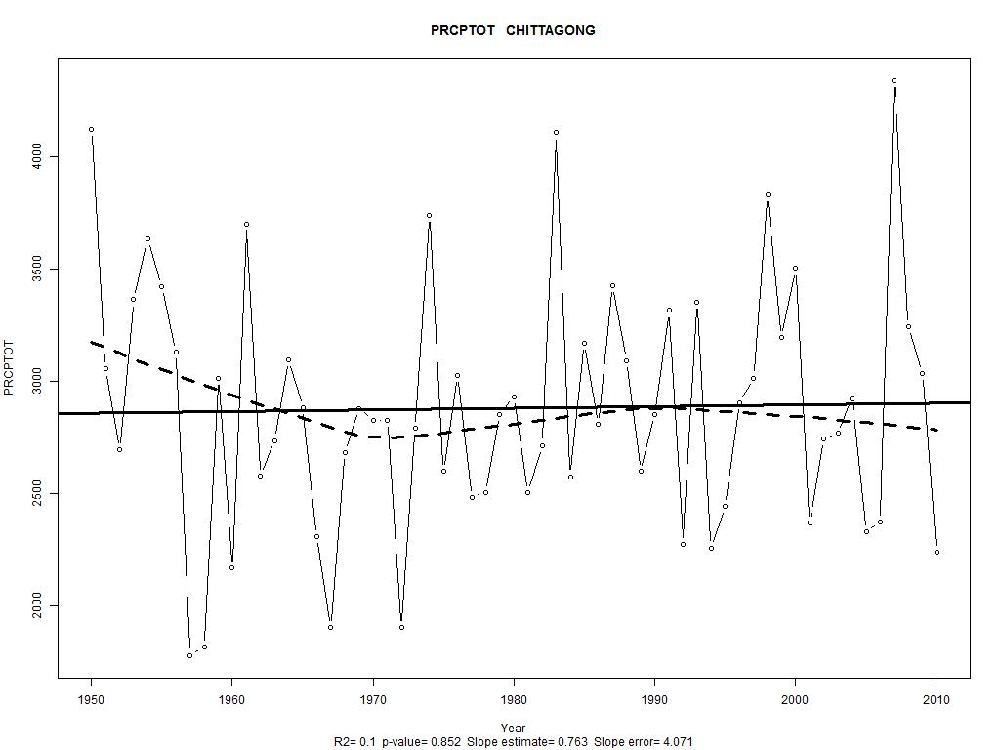 PRCPTOT CHITTAGONG
PRCPTOT
4000
3500
3000
2500
2000
1950 1960 1970 1980 1990 2000 2010
Year
R2= 0.1 p-value= 0.852 Slope estimate= 0.763 Slope error= 4.071